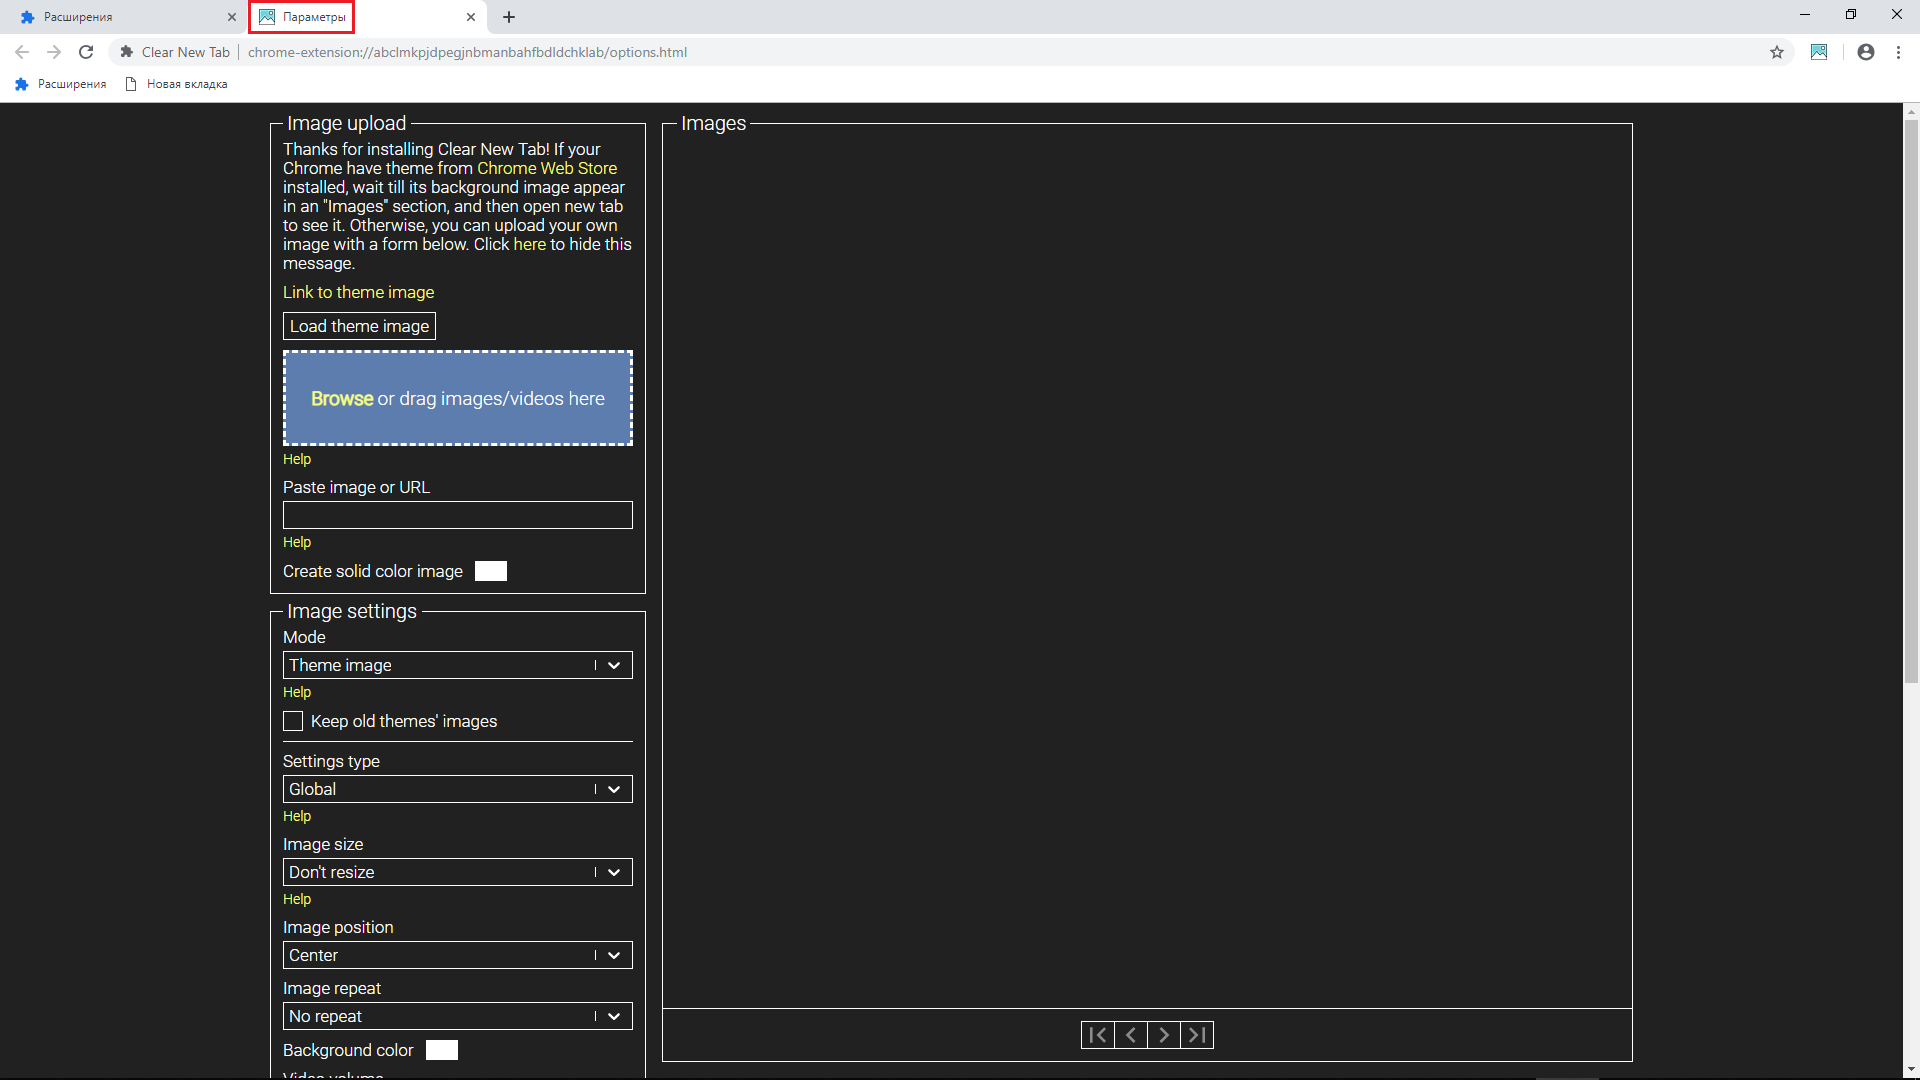 Расширения
Параметры
Clear New Tab
chrome-extension://abclmkpjdpegjnbmanbahfbdldchklab/options.html
Расширения
Новая вкладка
Image upload
Thanks for installing Clear New Tab! If your
Chrome have theme from Chrome Web Store
installed, wait till its background image appear
in an "Images" section, and then open new tab
to see it. Otherwise, you can upload your own
image with a form below. Click here to hide this
message.
Link to theme image
Load theme image
Browse or drag images/videos here
Help
Paste image or URL
Help
Create solid color image
Image settings
Mode
Theme image
Help
Keep old themes' images
Settings type
Global
Help
Image size
Don't resize
Help
Image position
Center
Image repeat
No repeat
Background color
Video volume
Images